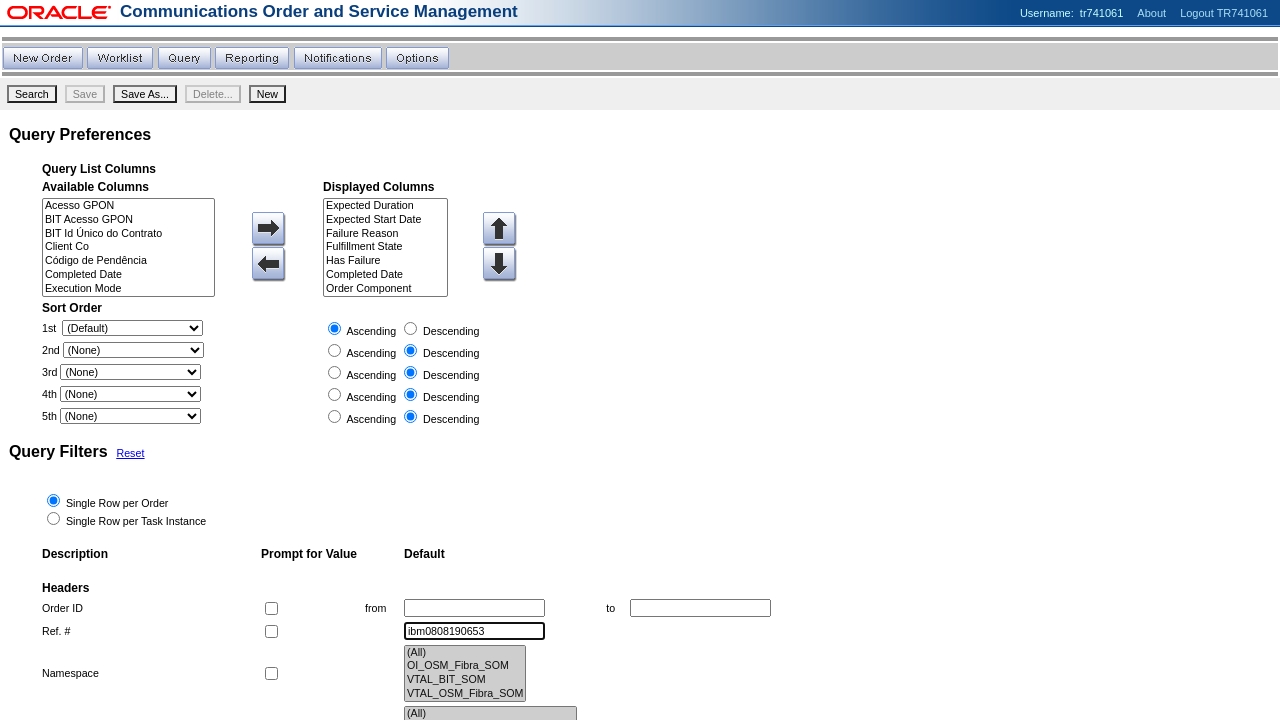 ORACLE Communications Order and Service Management Username: tr741061 About Logout TR741061
New Order Worklist Query Reporting Notifications Options
Search Save Save As... Delete... New
Query Preferences
Query List Columns
Available Columns Displayed Columns
Acesso GPON Expected Duration
BIT Acesso GPON Expected Start Date
BIT Id Único do Contrato Failure Reason
Client Co Fulfillment State
Código de Pendência Has Failure
Completed Date Completed Date
Execution Mode Order Component
Sort Order
1st (Default) Ascending Descending
2nd (None) Ascending Descending
3rd (None) Ascending Descending
4th (None) Ascending Descending
5th (None) Ascending Descending
Query Filters Reset
Single Row per Order
Single Row per Task Instance
Description Prompt for Value Default
Headers
Order ID from to
Ref. # ibm0808190653
(All)
OI_OSM_Fibra_SOM
Namespace VTAL_BIT_SOM
VTAL_OSM_Fibra_SOM
(All)